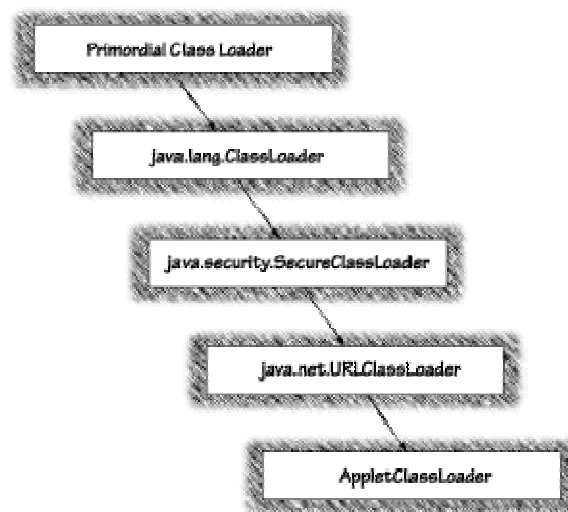 Primordial Class Loader
java.lang.ClassLoader
java.security.SecureClassLoader
java.net.URLClassLoader
AppletClassLoader